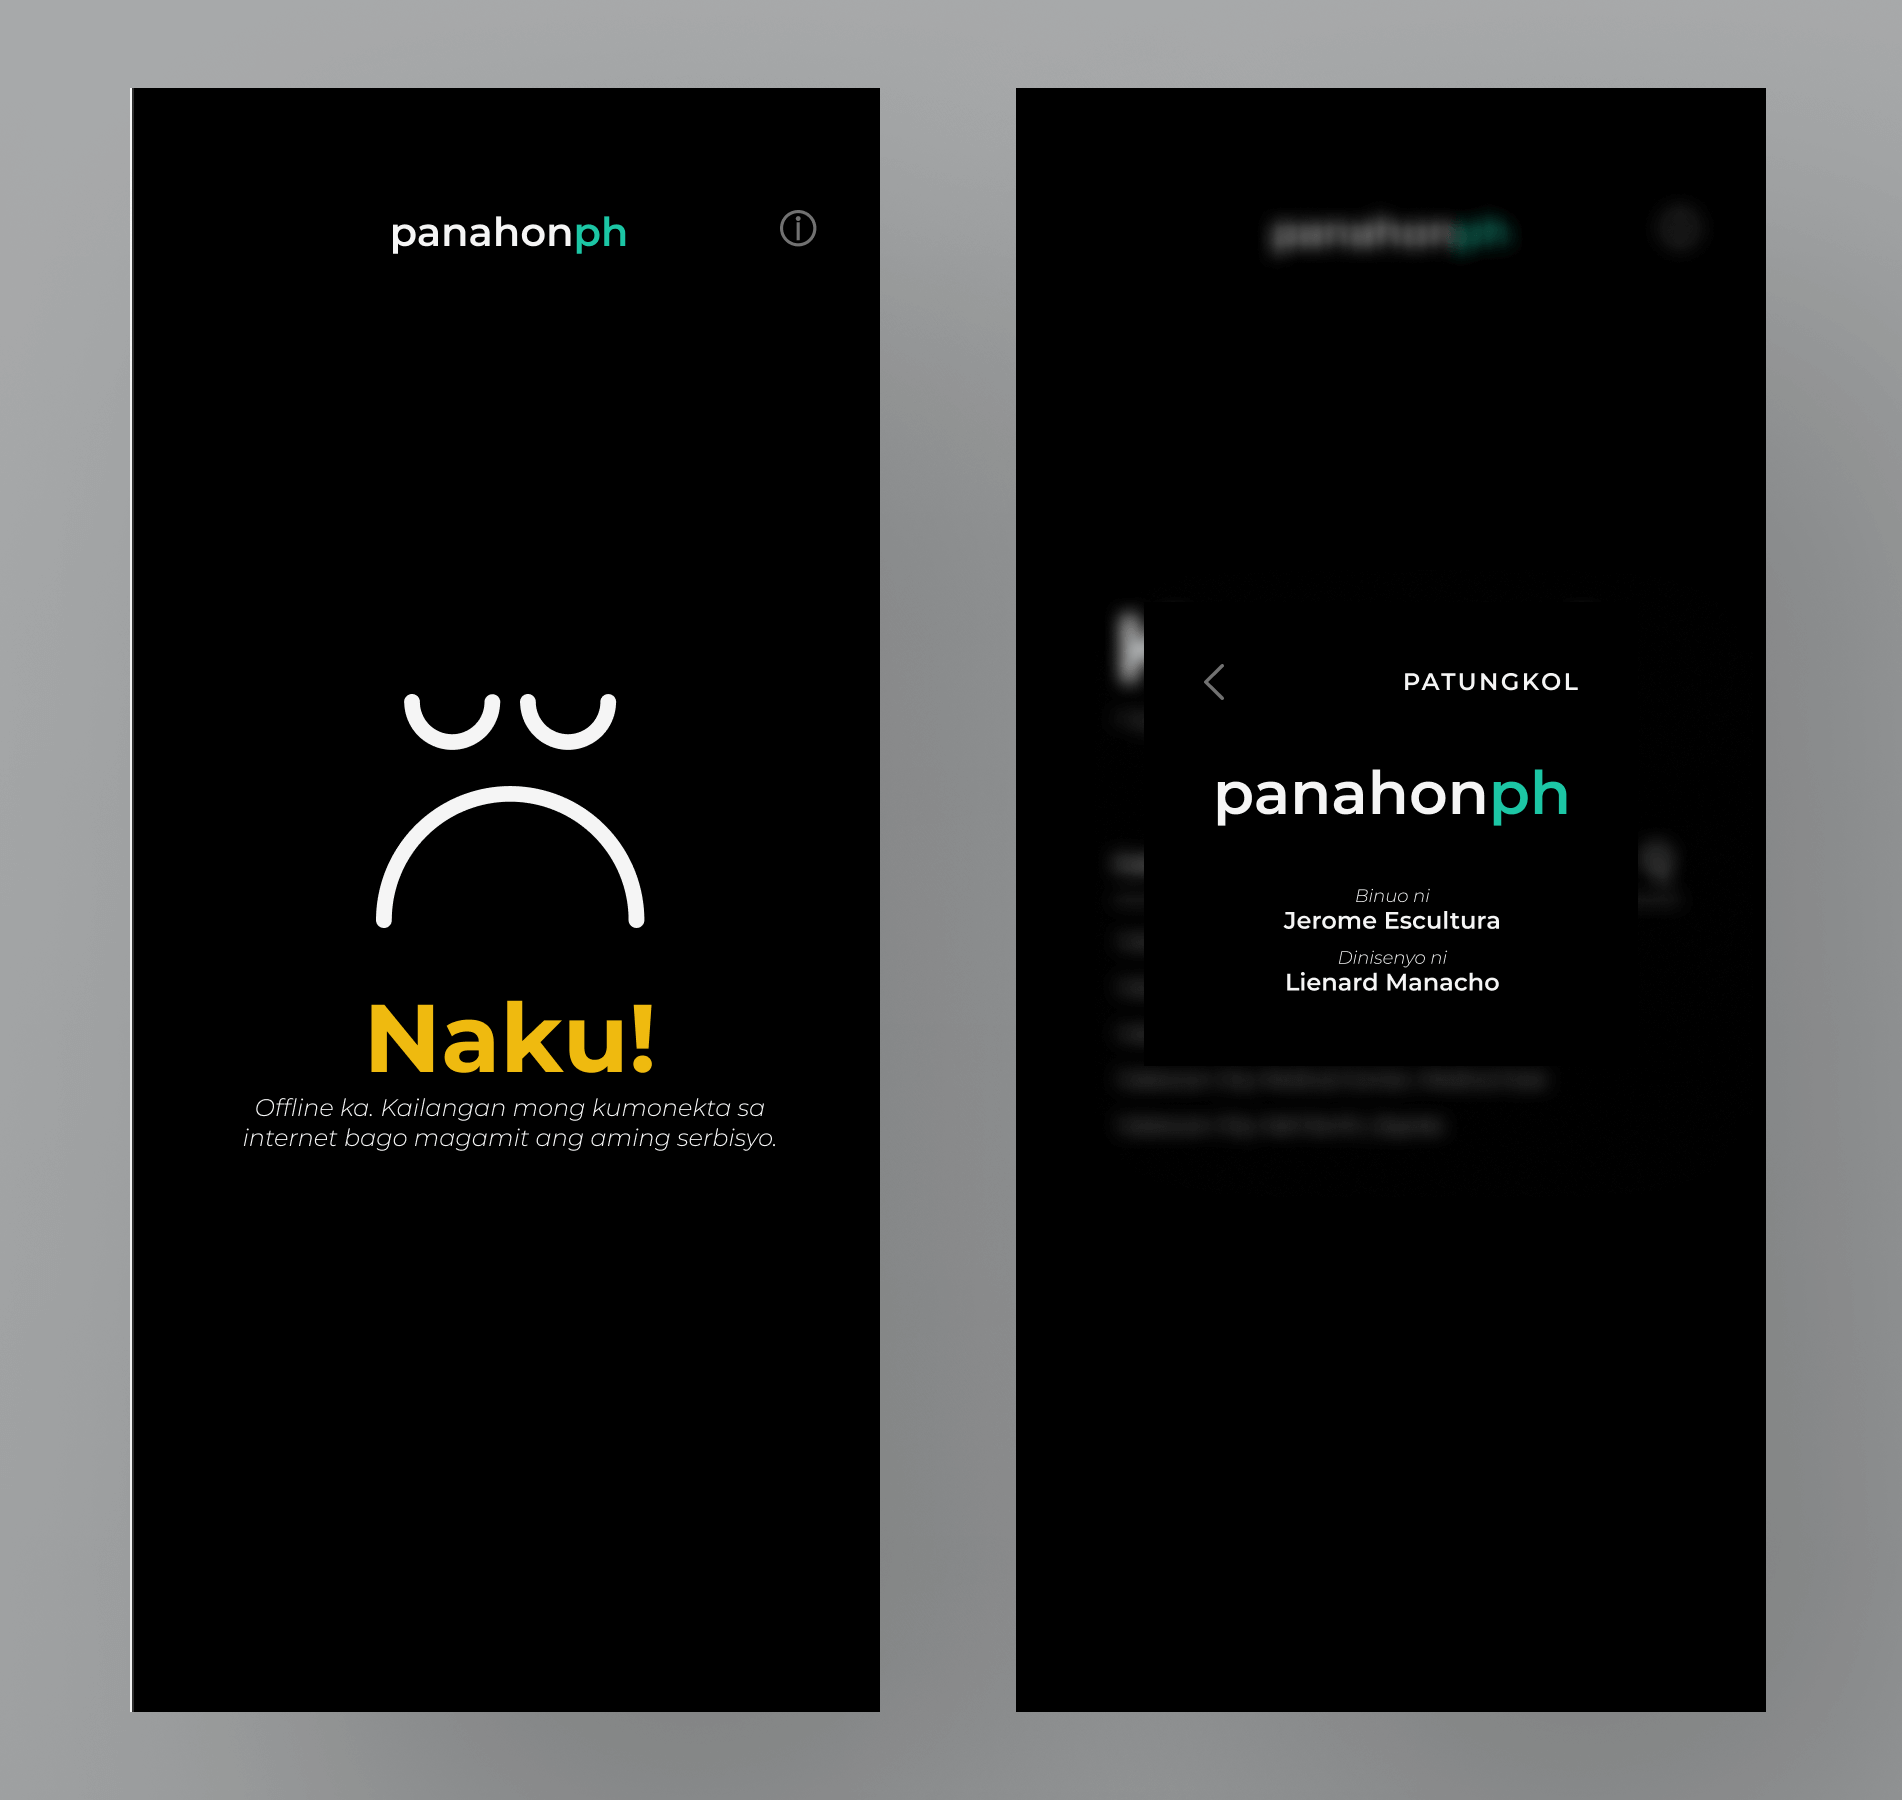 panahonph
Naku!
Offline ka. Kailangan mong kumonekta sa
internet bago magamit ang aming serbisyo.
panahonph
PATUNGKOL
panahonph
Binuo ni
Jerome Escultura
Dinisenyo ni
Lienard Manacho